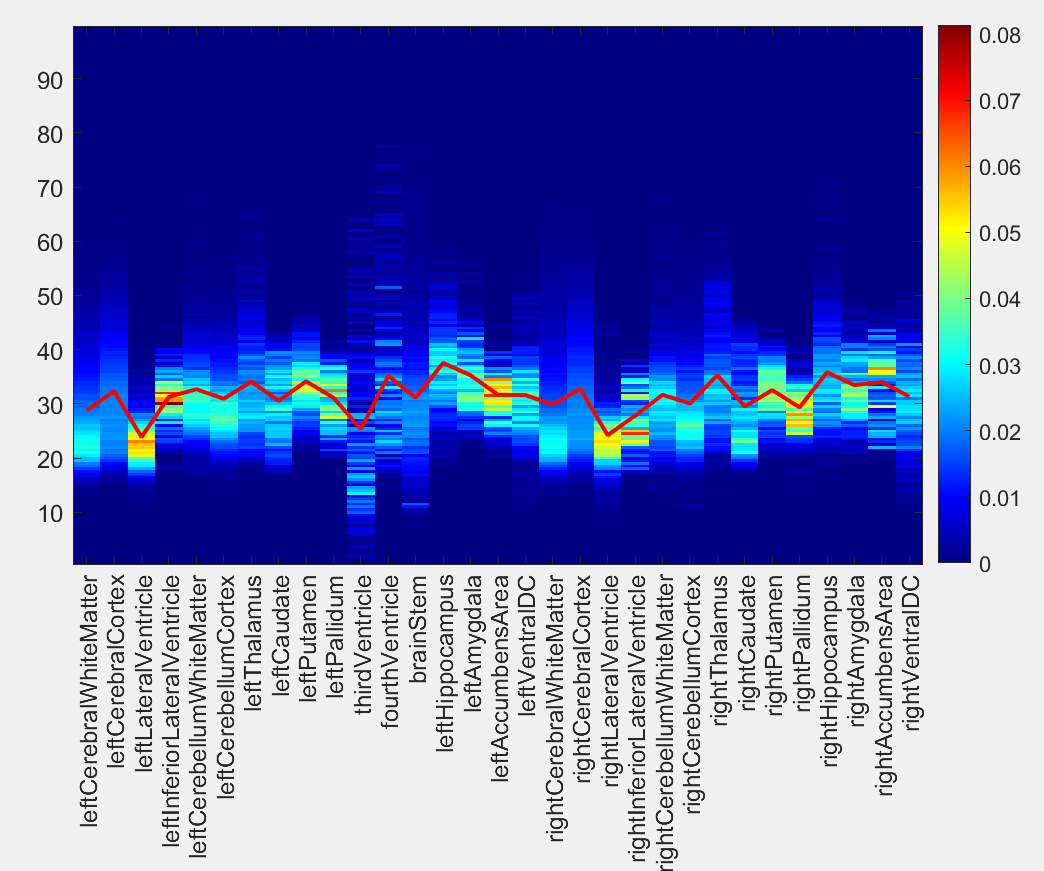 90
80
70
60
50
40
30
20
10
0.08
0.07
0.06
0.05
0.04
0.03
0.02
0.01
0
leftCerebralWhiteMatter
leftCerebralCortex
leftLateralVentricle
leftInferiorLateralVentricle
leftCerebellumWhiteMatter
leftCerebellumCortex
leftThalamus
leftCaudate
leftPutamen
leftPallidum
thirdVentricle
fourthVentricle
brainStem
leftHippocampus
leftAmygdala
leftAccumbensArea
leftVentralDC
rightCerebralWhiteMatter
rightCerebralCortex
rightLateralVentricle
rightInferiorLateralVentricle
rightCerebellumWhiteMatter
rightCerebellumCortex
rightThalamus
rightCaudate
rightPutamen
rightPallidum
rightHippocampus
rightAmygdala
rightAccumbensArea
rightVentralDC